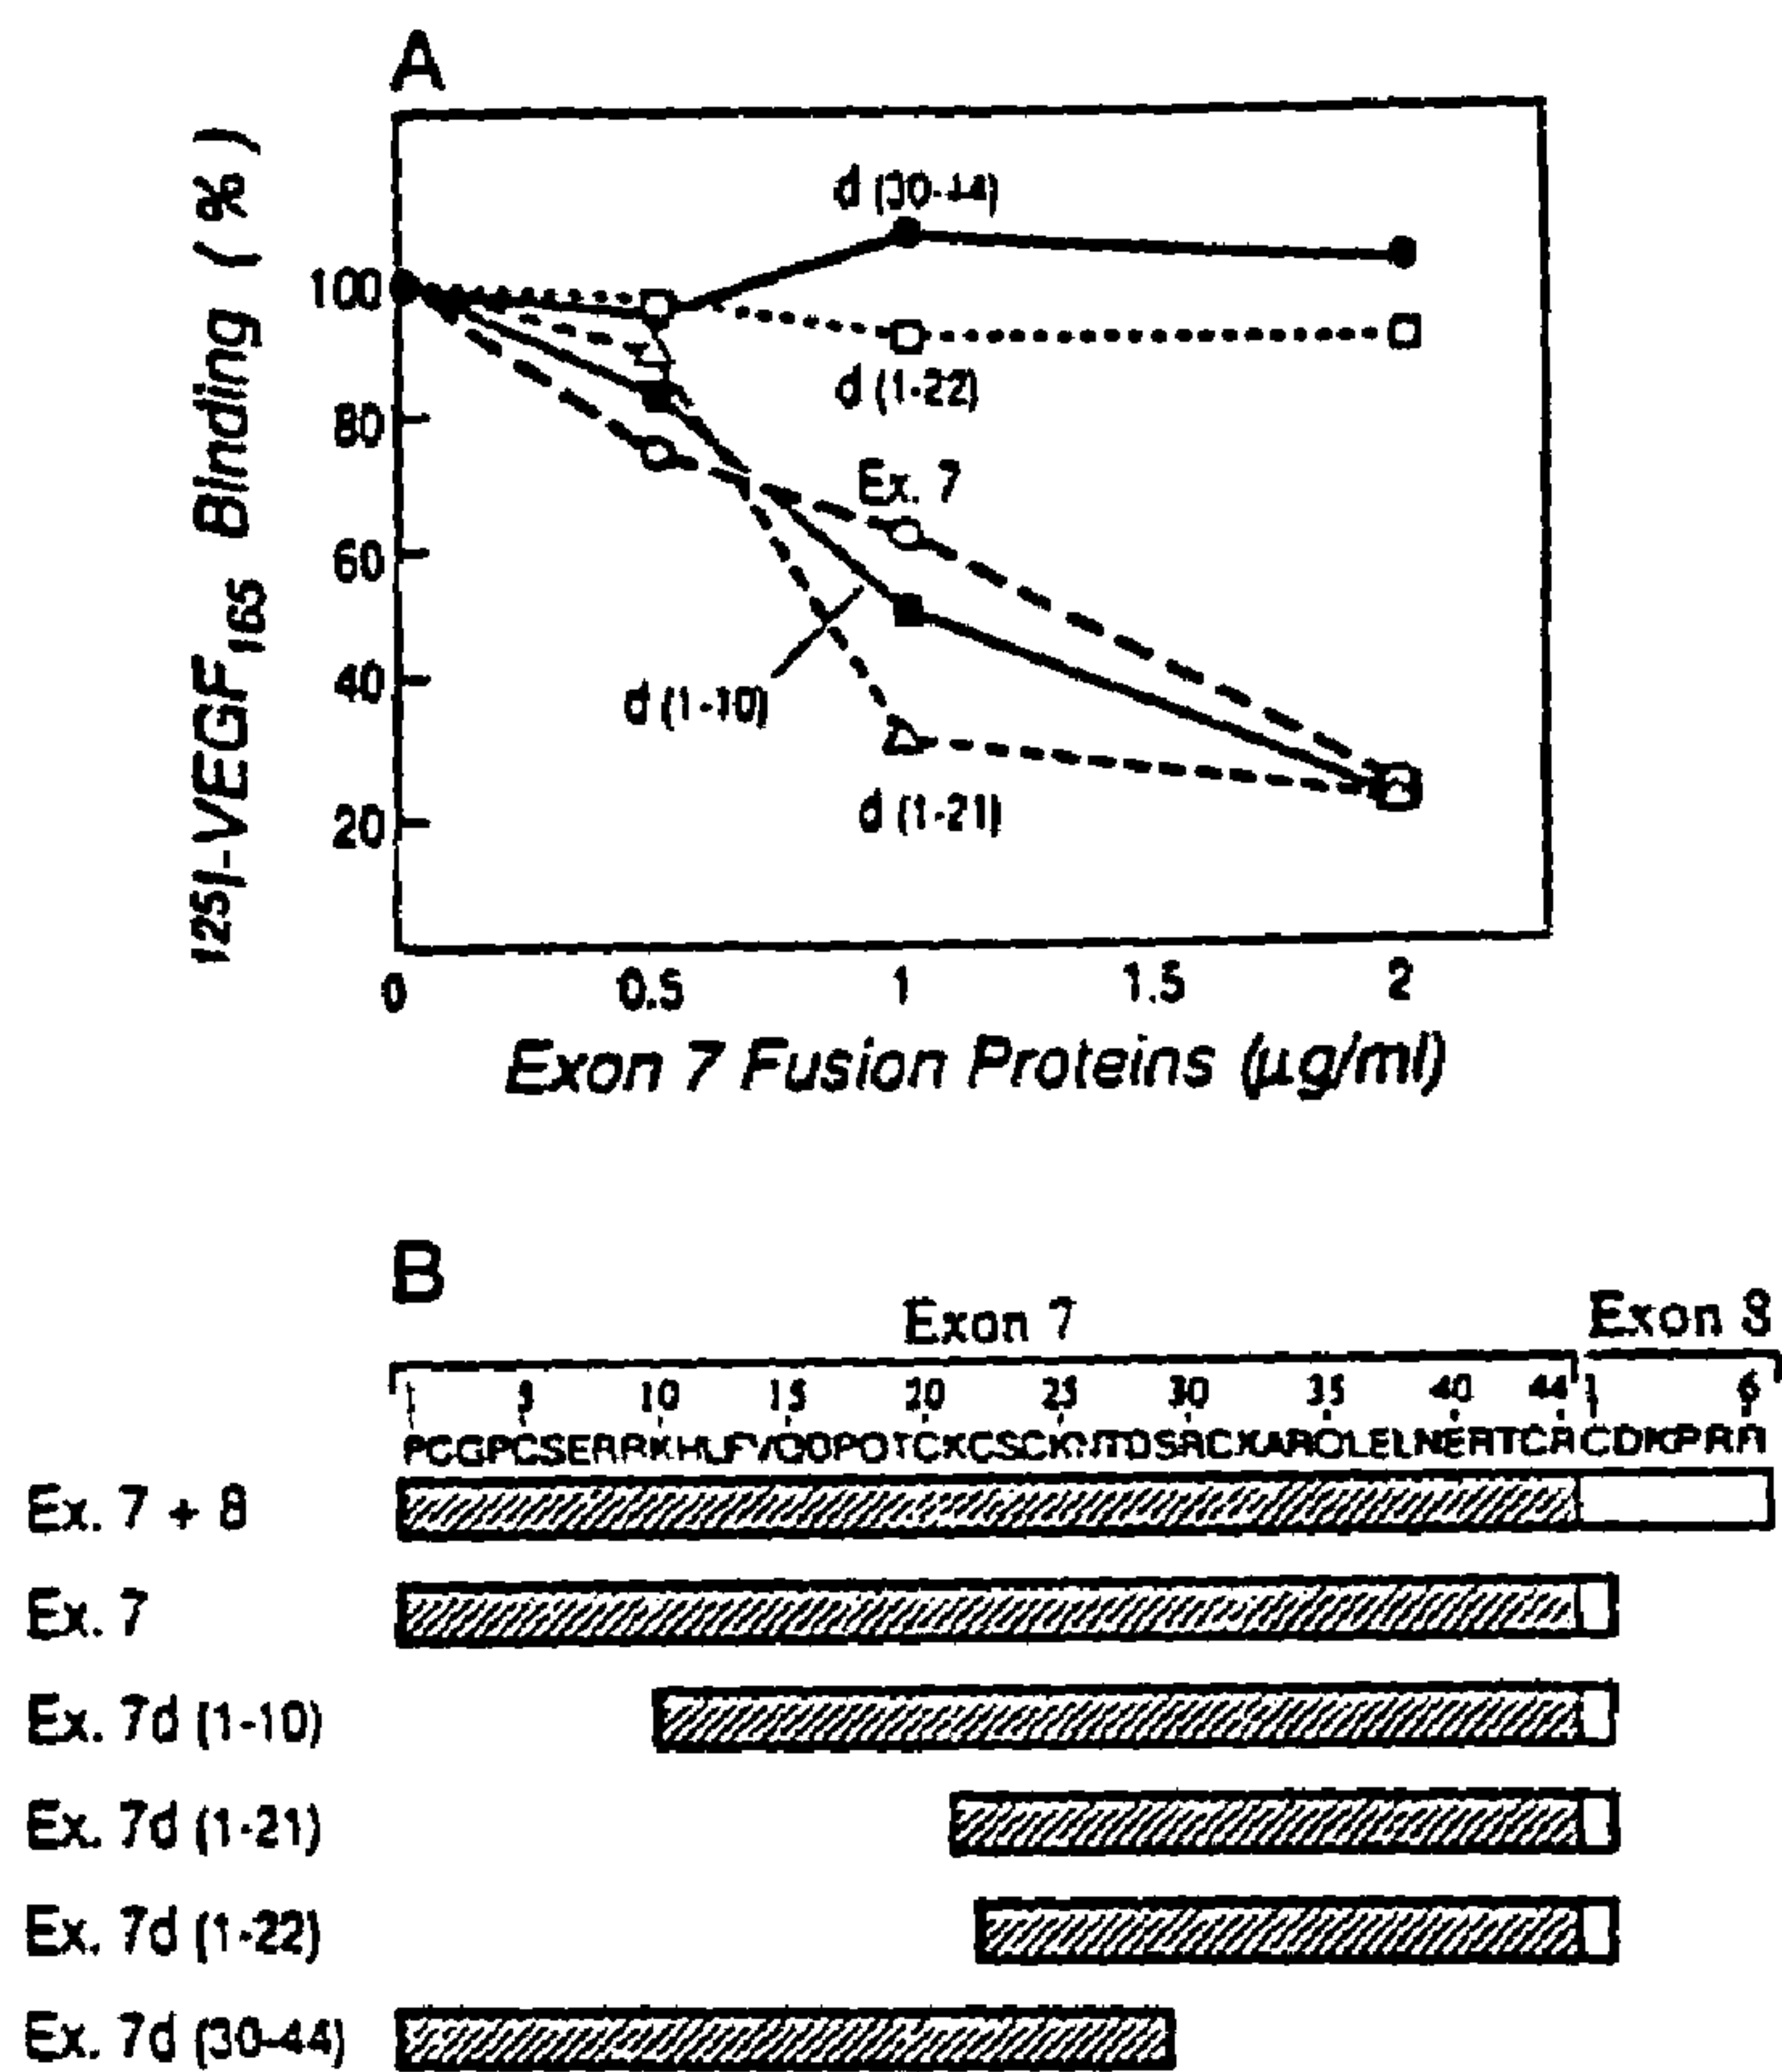 A
¹²⁵I-VEGF₁₆₅ Binding (%)
100
80
60
40
20
d (30-44)
d (1-22)
Ex. 7
d (1-10)
d (1-21)
0 0.5 1 1.5 2
Exon 7 Fusion Proteins (µg/ml)
B
Exon 7 Exon 8
5 10 15 20 25 30 35 40 44 1 6
Ex. 7 + 8
Ex. 7
Ex. 7d (1-10)
Ex. 7d (1-21)
Ex. 7d (1-22)
Ex. 7d (30-44)